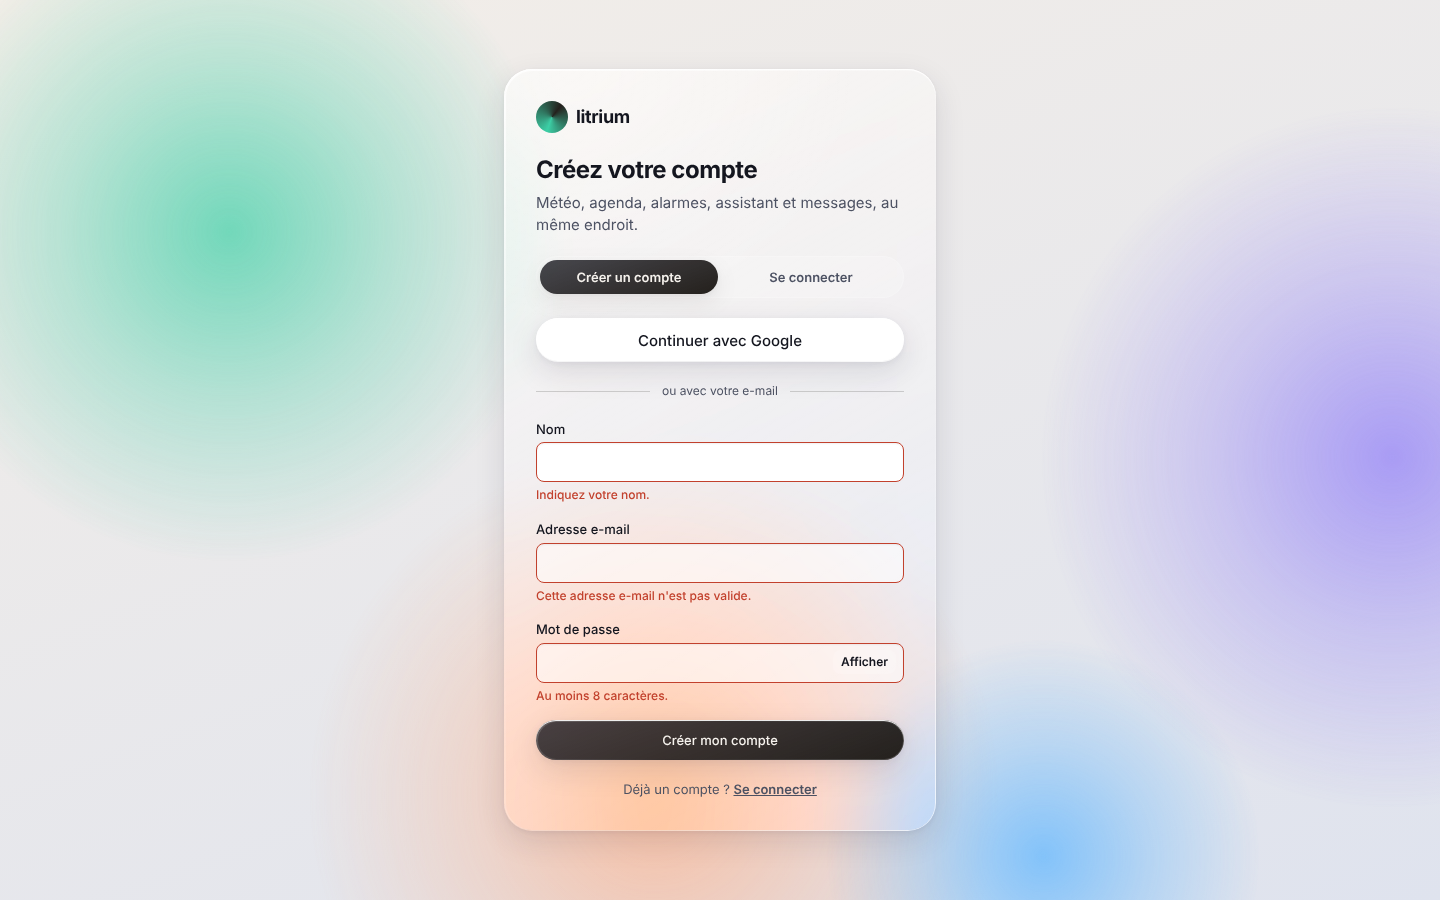 litrium
Créez votre compte
Météo, agenda, alarmes, assistant et messages, au
même endroit.
Créer un compte
Se connecter
Continuer avec Google
ou avec votre e-mail
Nom
Indiquez votre nom.
Adresse e-mail
Cette adresse e-mail n'est pas valide.
Mot de passe
Afficher
Au moins 8 caractères.
Créer mon compte
Déjà un compte ? Se connecter